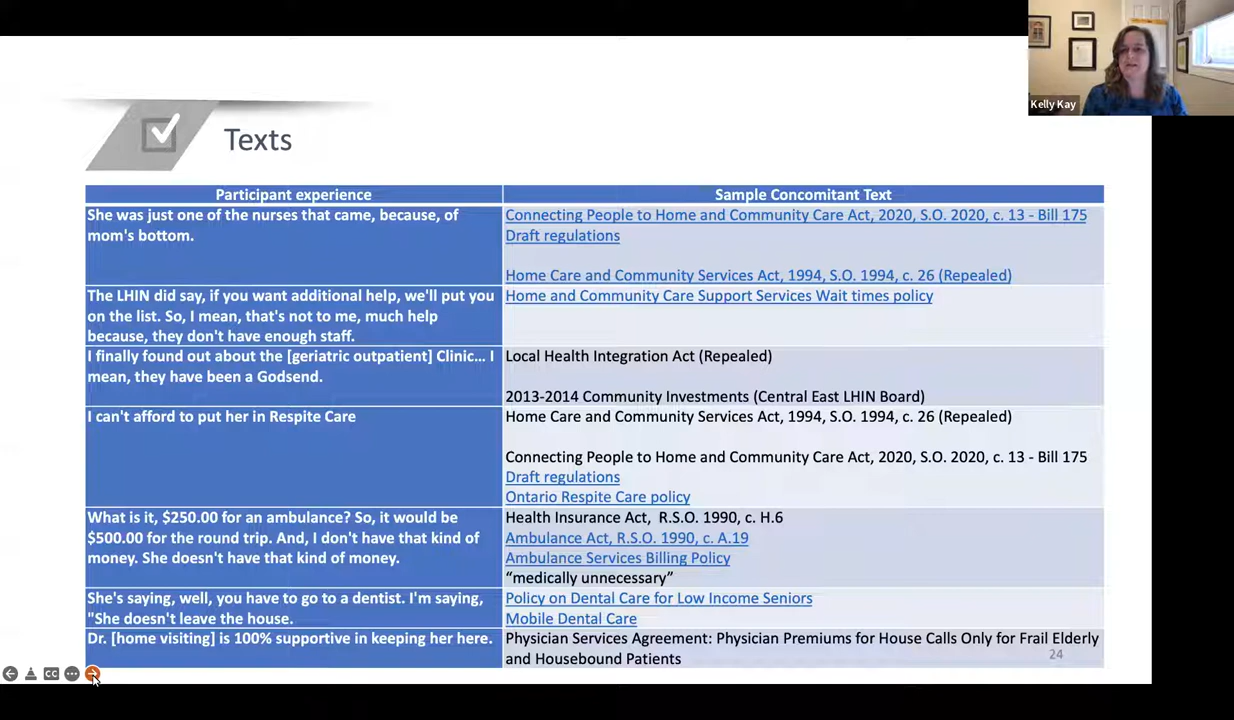 Kelly Kay
Texts
Participant experience
Sample Concomitant Text
She was just one of the nurses that came, because, of
mom's bottom.
Connecting People to Home and Community Care Act, 2020, S.O. 2020, c. 13 - Bill 175
Draft regulations
Home Care and Community Services Act, 1994, S.O. 1994, c. 26 (Repealed)
The LHIN did say, if you want additional help, we'll put you
on the list. So, I mean, that's not to me, much help
because, they don't have enough staff.
Home and Community Care Support Services Wait times policy
I finally found out about the [geriatric outpatient] Clinic... I
mean, they have been a Godsend.
Local Health Integration Act (Repealed)
2013-2014 Community Investments (Central East LHIN Board)
I can't afford to put her in Respite Care
Home Care and Community Services Act, 1994, S.O. 1994, c. 26 (Repealed)
Connecting People to Home and Community Care Act, 2020, S.O. 2020, c. 13 - Bill 175
Draft regulations
Ontario Respite Care policy
What is it, $250.00 for an ambulance? So, it would be
$500.00 for the round trip. And, I don't have that kind of
money. She doesn't have that kind of money.
Health Insurance Act, R.S.O. 1990, c. H.6
Ambulance Act, R.S.O. 1990, c. A.19
Ambulance Services Billing Policy
“medically unnecessary”
She's saying, well, you have to go to a dentist. I'm saying,
"She doesn't leave the house.
Policy on Dental Care for Low Income Seniors
Mobile Dental Care
Dr. [home visiting] is 100% supportive in keeping her here.
Physician Services Agreement: Physician Premiums for House Calls Only for Frail Elderly
and Housebound Patients
24
CC